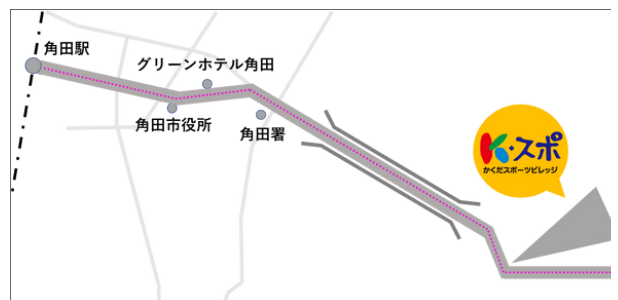 角田駅
グリーンホテル角田
角田市役所
角田署
K・スポ
かくだスポーツビレッジ